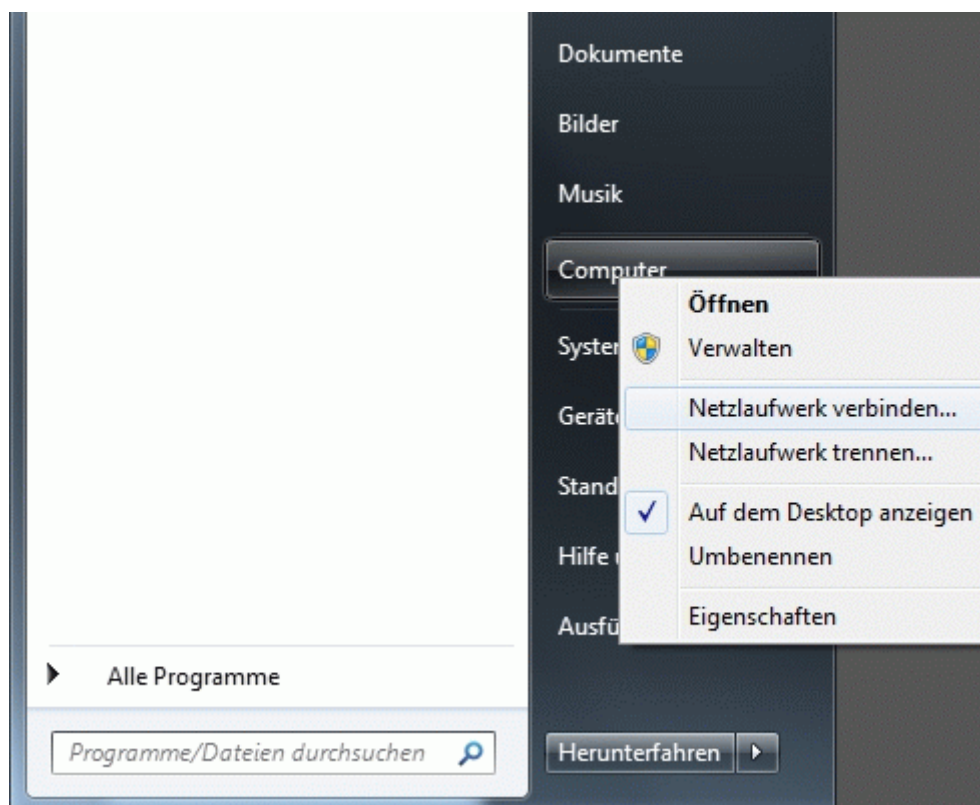 Dokumente
Bilder
Musik
Computer
Öffnen
Verwalten
Netzlaufwerk verbinden...
Netzlaufwerk trennen...
Auf dem Desktop anzeigen
Umbenennen
Eigenschaften
Hilfe
Alle Programme
Programme/Dateien durchsuchen
Herunterfahren